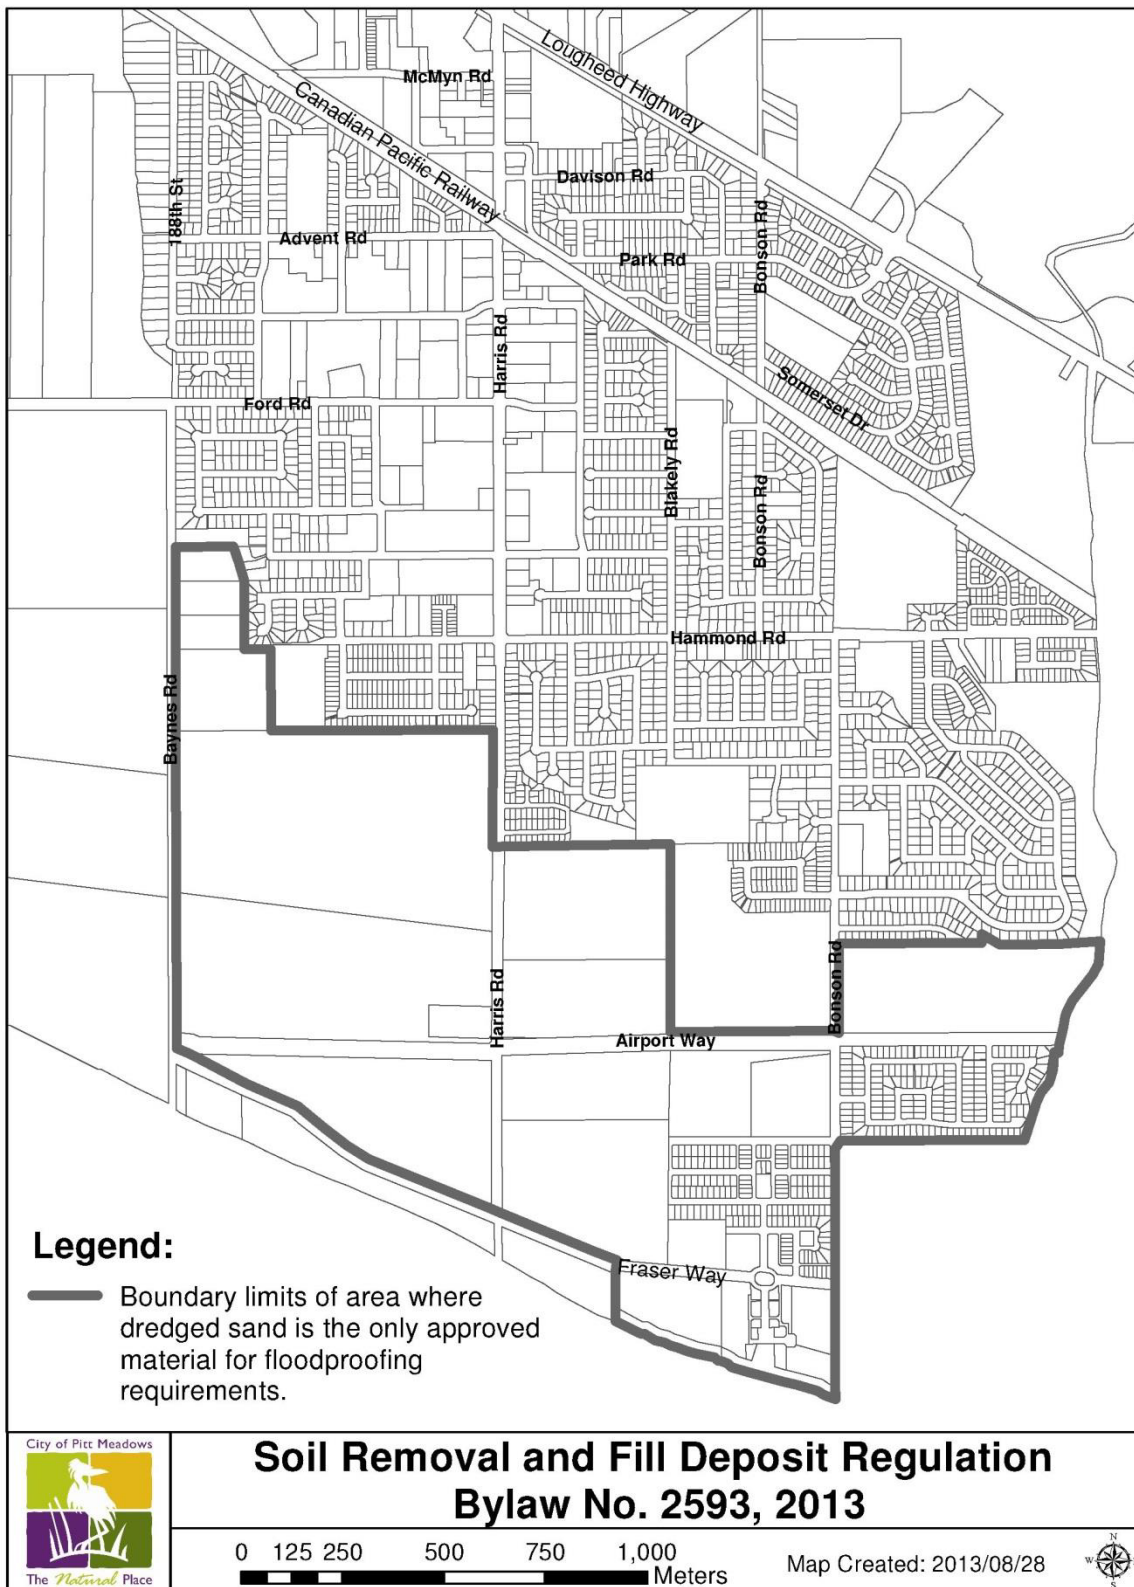 Lougheed Highway
McMyn Rd
Canadian Pacific Railway
Davison Rd
188th St
Bonson Rd
Advent Rd
Park Rd
Harris Rd
Somerset Dr
Ford Rd
Blakely Rd
Bonson Rd
Hammond Rd
Baynes Rd
Bonson Rd
Harris Rd
Airport Way
Fraser Way
Legend:
Boundary limits of area where
dredged sand is the only approved
material for floodproofing
requirements.
City of Pitt Meadows
The Natural Place
Soil Removal and Fill Deposit Regulation
Bylaw No. 2593, 2013
0 125 250 500 750 1,000
Meters
Map Created: 2013/08/28
N
W
E
S